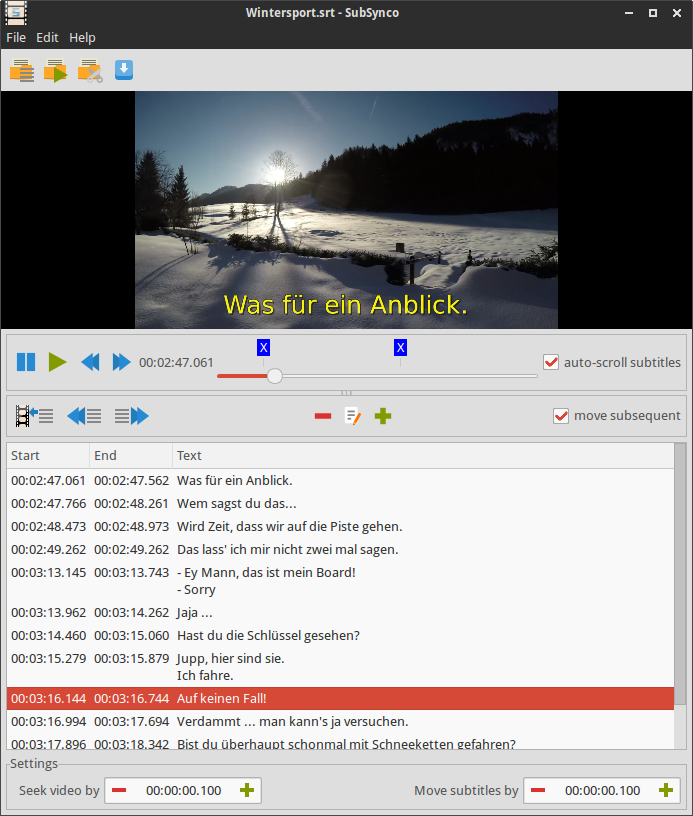 Wintersport.srt - SubSynco
File Edit Help
Was für ein Anblick.
X X
00:02:47.061 auto-scroll subtitles
move subsequent
Start End Text
00:02:47.061 00:02:47.562 Was für ein Anblick.
00:02:47.766 00:02:48.261 Wem sagst du das...
00:02:48.473 00:02:48.973 Wird Zeit, dass wir auf die Piste gehen.
00:02:49.262 00:02:49.262 Das lass' ich mir nicht zwei mal sagen.
00:03:13.145 00:03:13.743 - Ey Mann, das ist mein Board!
- Sorry
00:03:13.962 00:03:14.262 Jaja ...
00:03:14.460 00:03:15.060 Hast du die Schlüssel gesehen?
00:03:15.279 00:03:15.879 Jupp, hier sind sie.
Ich fahre.
00:03:16.144 00:03:16.744 Auf keinen Fall!
00:03:16.994 00:03:17.694 Verdammt ... man kann's ja versuchen.
00:03:17.896 00:03:18.342 Bist du überhaupt schonmal mit Schneeketten gefahren?
Settings
Seek video by 00:00:00.100 Move subtitles by 00:00:00.100